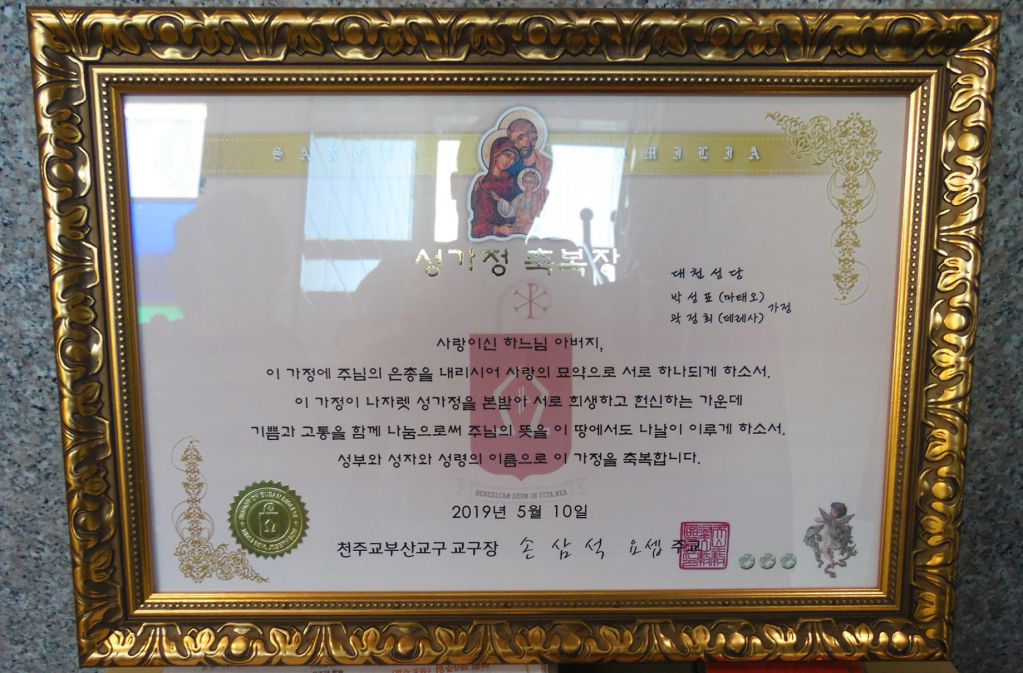 성가정 축복장
대천성당
박성표 (마태오)
곽정희 (데레사) 가정
사랑이신 하느님 아버지,
이 가정에 주님의 은총을 내리시어 사랑의 묘약으로 서로 하나되게 하소서.
이 가정이 나자렛 성가정을 본받아 서로 희생하고 헌신하는 가운데
기쁨과 고통을 함께 나눔으로써 주님의 뜻을 이 땅에서도 나날이 이루게 하소서.
성부와 성자와 성령의 이름으로 이 가정을 축복합니다.
BENEDICAM DEUM IN VITA MEA
2019년 5월 10일
천주교부산교구 교구장 손삼석 요셉 주교